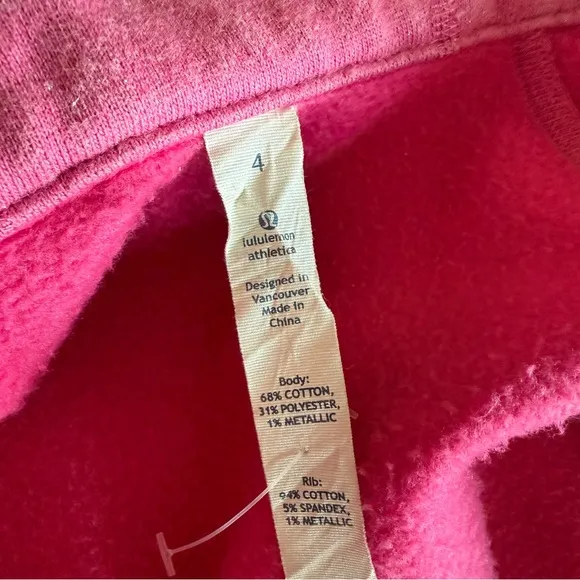 4
lululemon
athletica
Designed in
Vancouver
Made in
China
Body:
68% COTTON,
31% POLYESTER,
1% METALLIC
Rib:
94% COTTON,
5% SPANDEX,
1% METALLIC